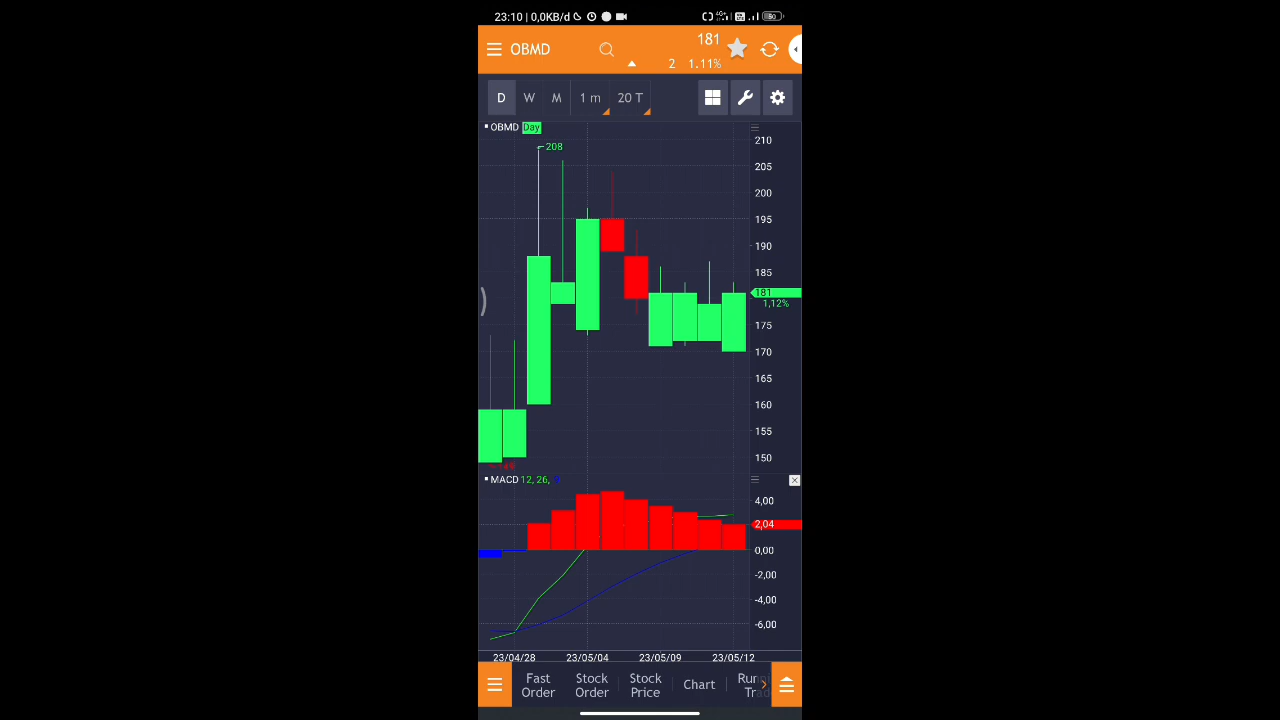 23:10 | 0,0KB/d
OBMD
181
2 1.11%
D W M 1 m 20 T
OBMD Day
208
210
205
200
195
190
185
181
1,12%
175
170
165
160
155
150
MACD 12, 26,
4,00
2,04
0,00
-2,00
-4,00
-6,00
23/04/28 23/05/04 23/05/09 23/05/12
Fast Order
Stock Order
Stock Price
Chart